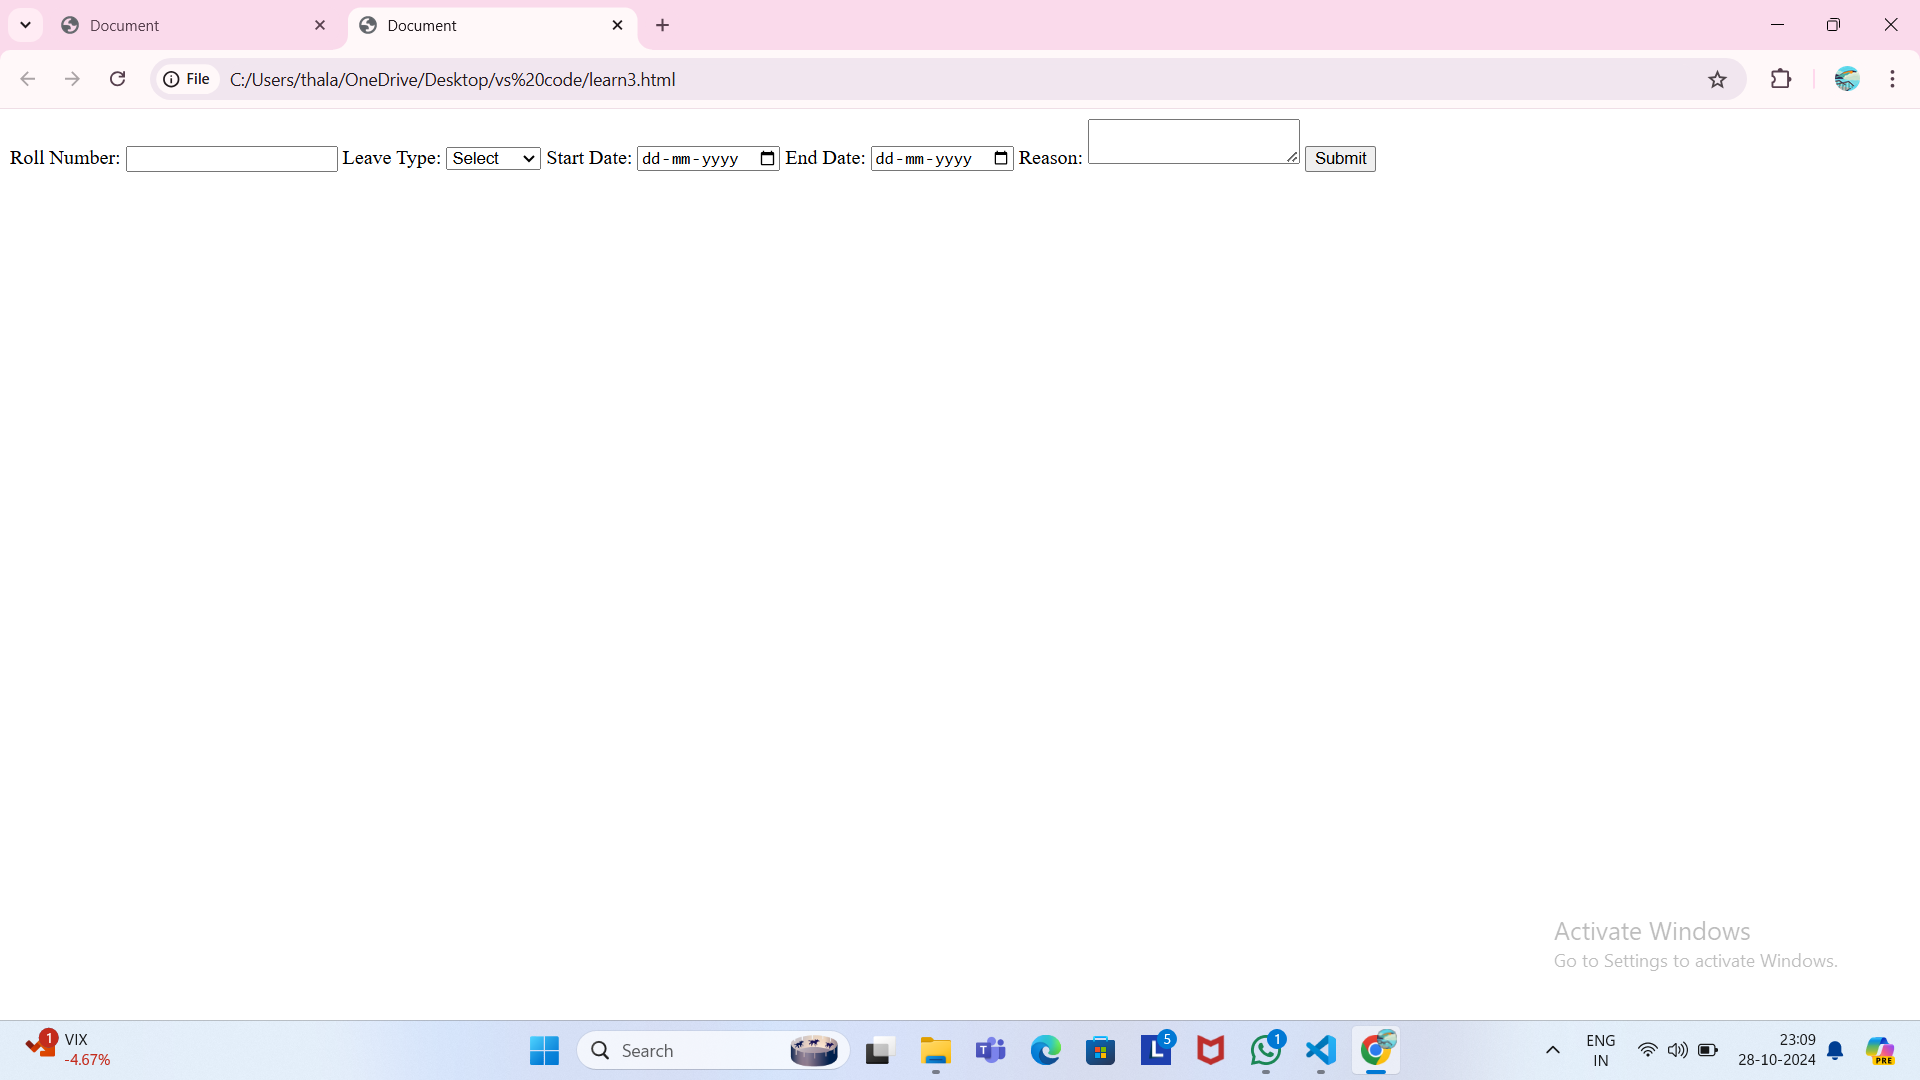 Document
Document
File C:/Users/thala/OneDrive/Desktop/vs%20code/learn3.html
Roll Number: Leave Type: Select Start Date: dd-mm-yyyy End Date: dd-mm-yyyy Reason: Submit
Activate Windows
Go to Settings to activate Windows.
1 VIX
-4.67%
Search
T
L 5
1
ENG
IN
23:09
28-10-2024
PRE